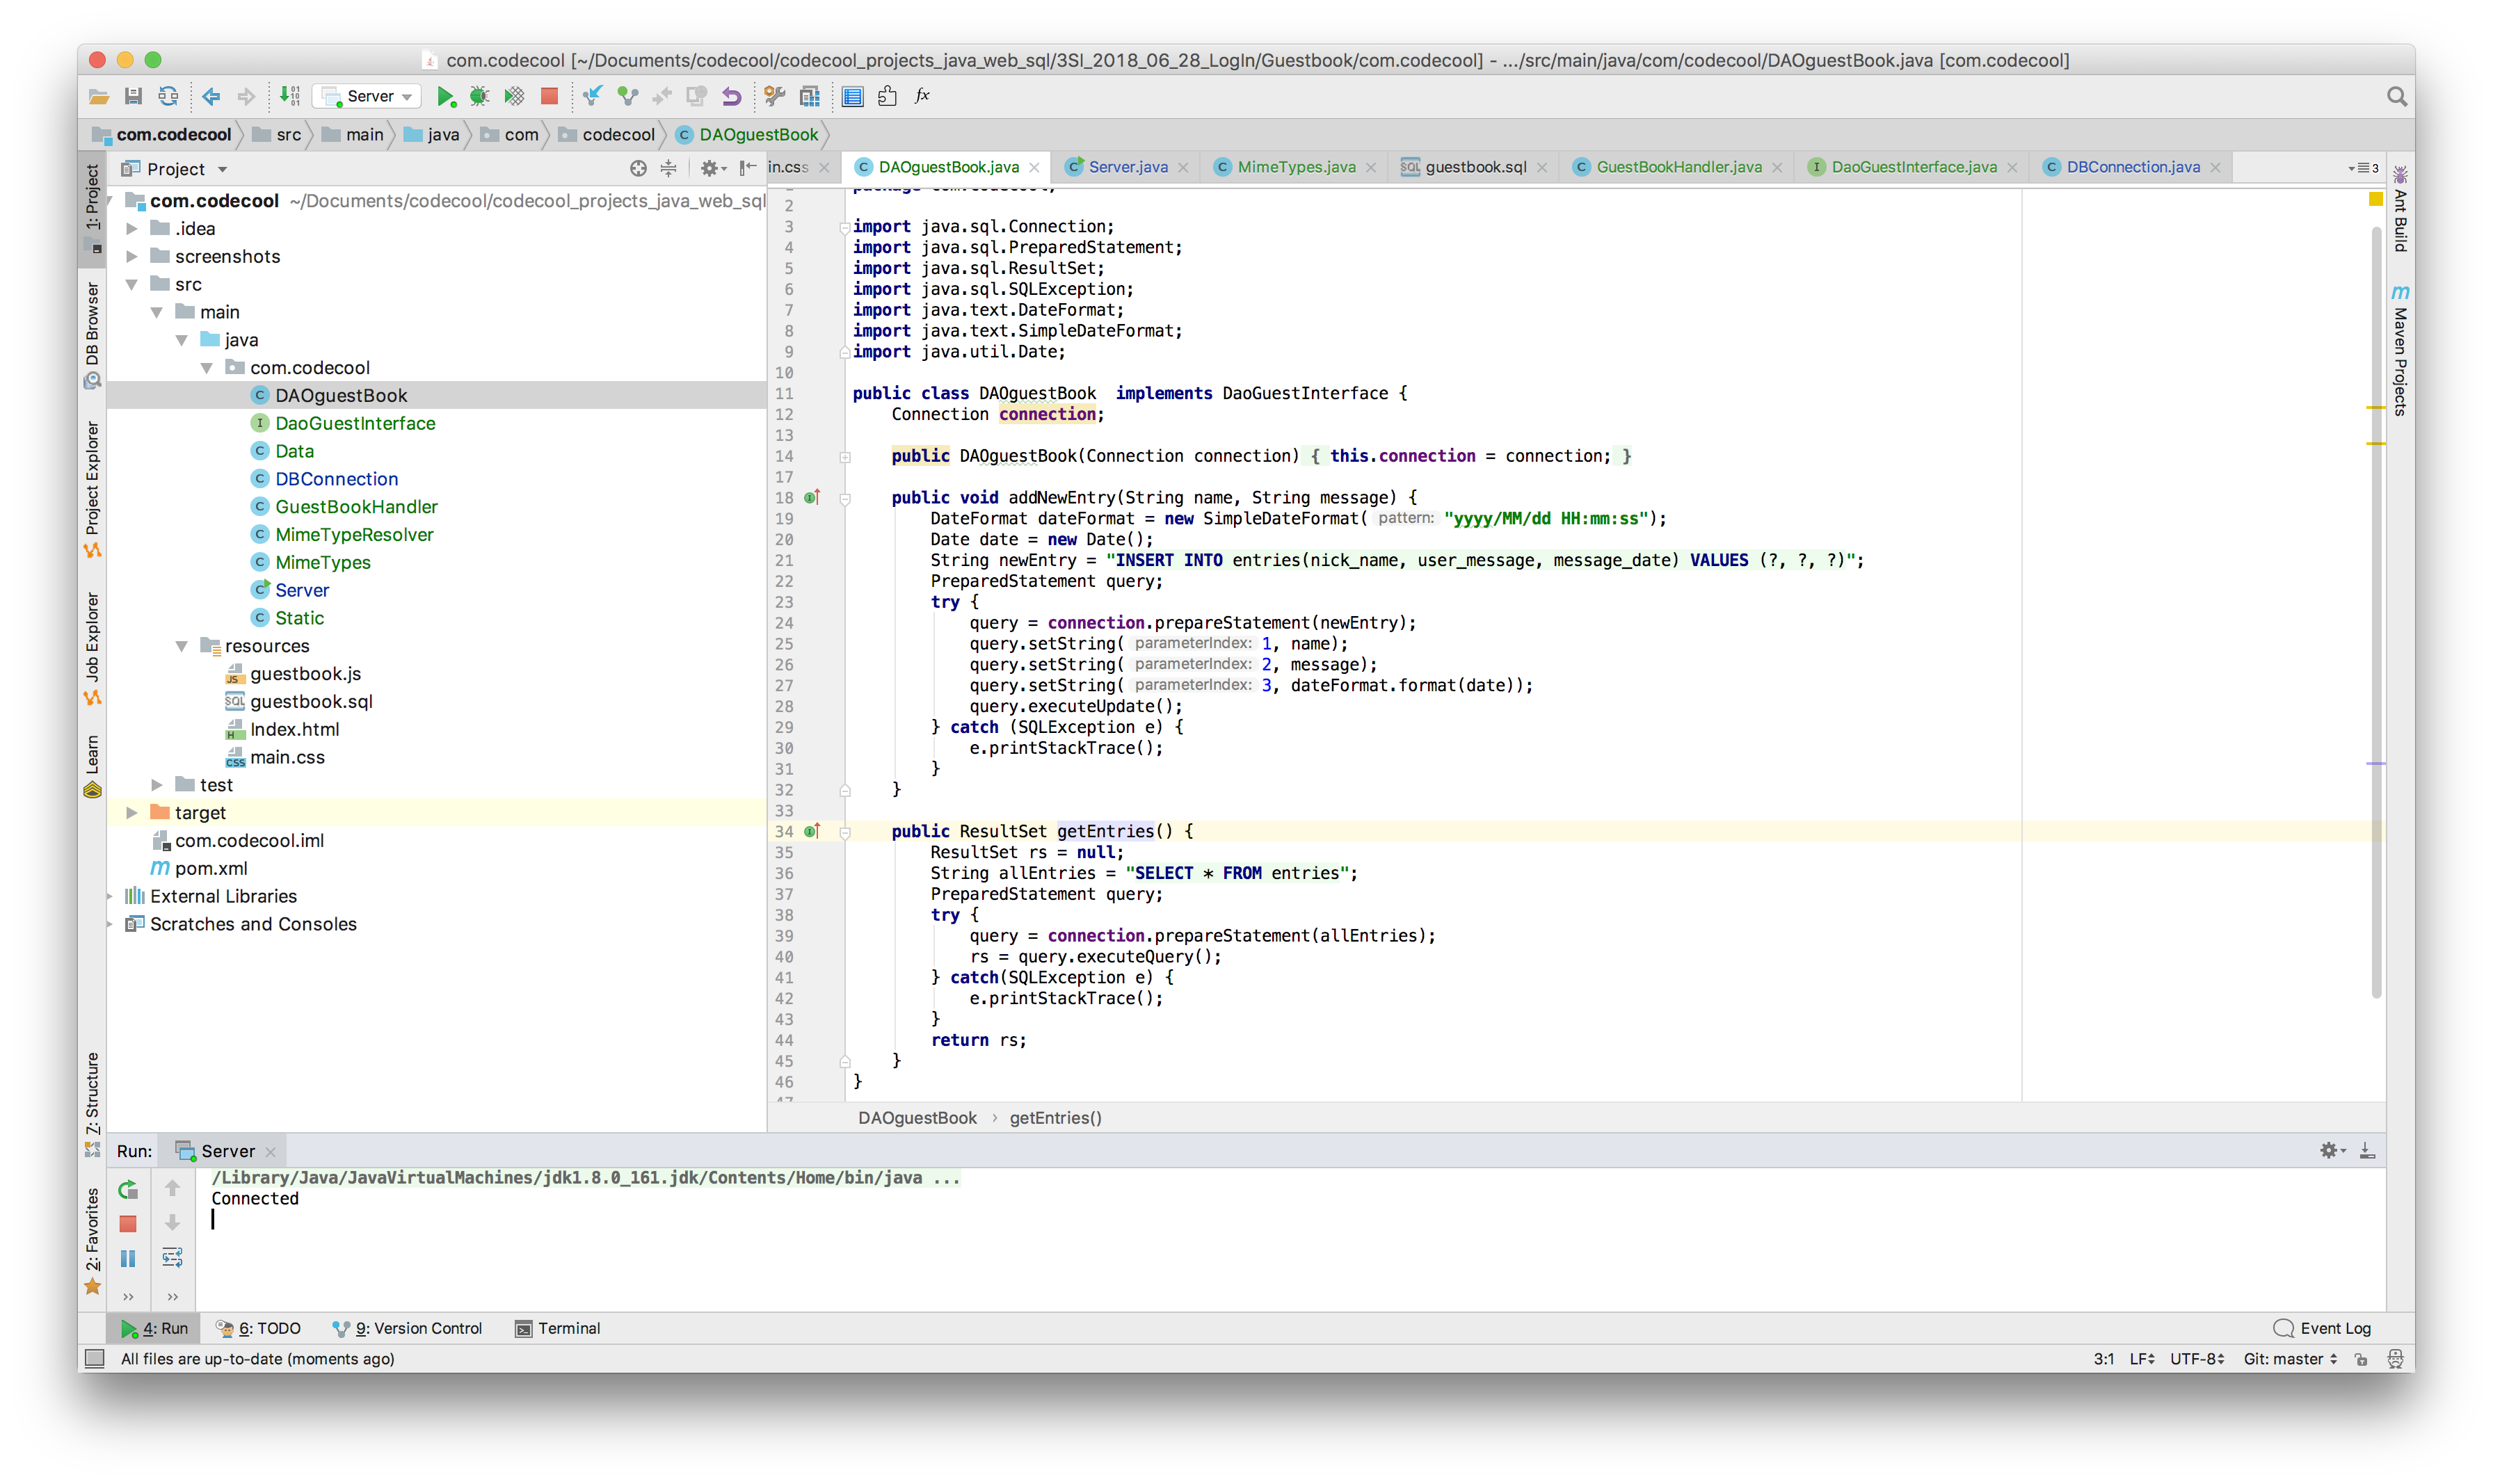 com.codecool [~/Documents/codecool/codecool_projects_java_web_sql/3SI_2018_06_28_LogIn/Guestbook/com.codecool] - .../src/main/java/com/codecool/DAOguestBook.java [com.codecool]
Server
fx
com.codecool src main java com codecool DAOguestBook
Project
in.css DAOguestBook.java Server.java MimeTypes.java guestbook.sql GuestBookHandler.java DaoGuestInterface.java DBConnection.java 3
1: Project
DB Browser
Project Explorer
Job Explorer
Learn
7: Structure
2: Favorites
com.codecool ~/Documents/codecool/codecool_projects_java_web_sql
.idea
screenshots
src
main
java
com.codecool
DAOguestBook
DaoGuestInterface
Data
DBConnection
GuestBookHandler
MimeTypeResolver
MimeTypes
Server
Static
resources
guestbook.js
guestbook.sql
Index.html
main.css
test
target
com.codecool.iml
pom.xml
External Libraries
Scratches and Consoles
2
3 import java.sql.Connection;
4 import java.sql.PreparedStatement;
5 import java.sql.ResultSet;
6 import java.sql.SQLException;
7 import java.text.DateFormat;
8 import java.text.SimpleDateFormat;
9 import java.util.Date;
10
11 public class DAOguestBook  implements DaoGuestInterface {
12 Connection connection;
13
14 public DAOguestBook(Connection connection) { this.connection = connection; }
17
18 public void addNewEntry(String name, String message) {
19 DateFormat dateFormat = new SimpleDateFormat( pattern: "yyyy/MM/dd HH:mm:ss");
20 Date date = new Date();
21 String newEntry = "INSERT INTO entries(nick_name, user_message, message_date) VALUES (?, ?, ?)";
22 PreparedStatement query;
23 try {
24 query = connection.prepareStatement(newEntry);
25 query.setString( parameterIndex: 1, name);
26 query.setString( parameterIndex: 2, message);
27 query.setString( parameterIndex: 3, dateFormat.format(date));
28 query.executeUpdate();
29 } catch (SQLException e) {
30 e.printStackTrace();
31 }
32 }
33
34 public ResultSet getEntries() {
35 ResultSet rs = null;
36 String allEntries = "SELECT * FROM entries";
37 PreparedStatement query;
38 try {
39 query = connection.prepareStatement(allEntries);
40 rs = query.executeQuery();
41 } catch(SQLException e) {
42 e.printStackTrace();
43 }
44 return rs;
45 }
46 }
DAOguestBook › getEntries()
Ant Build
Maven Projects
Run: Server
/Library/Java/JavaVirtualMachines/jdk1.8.0_161.jdk/Contents/Home/bin/java ...
Connected
4: Run 6: TODO 9: Version Control Terminal Event Log
All files are up-to-date (moments ago) 3:1 LF UTF-8 Git: master